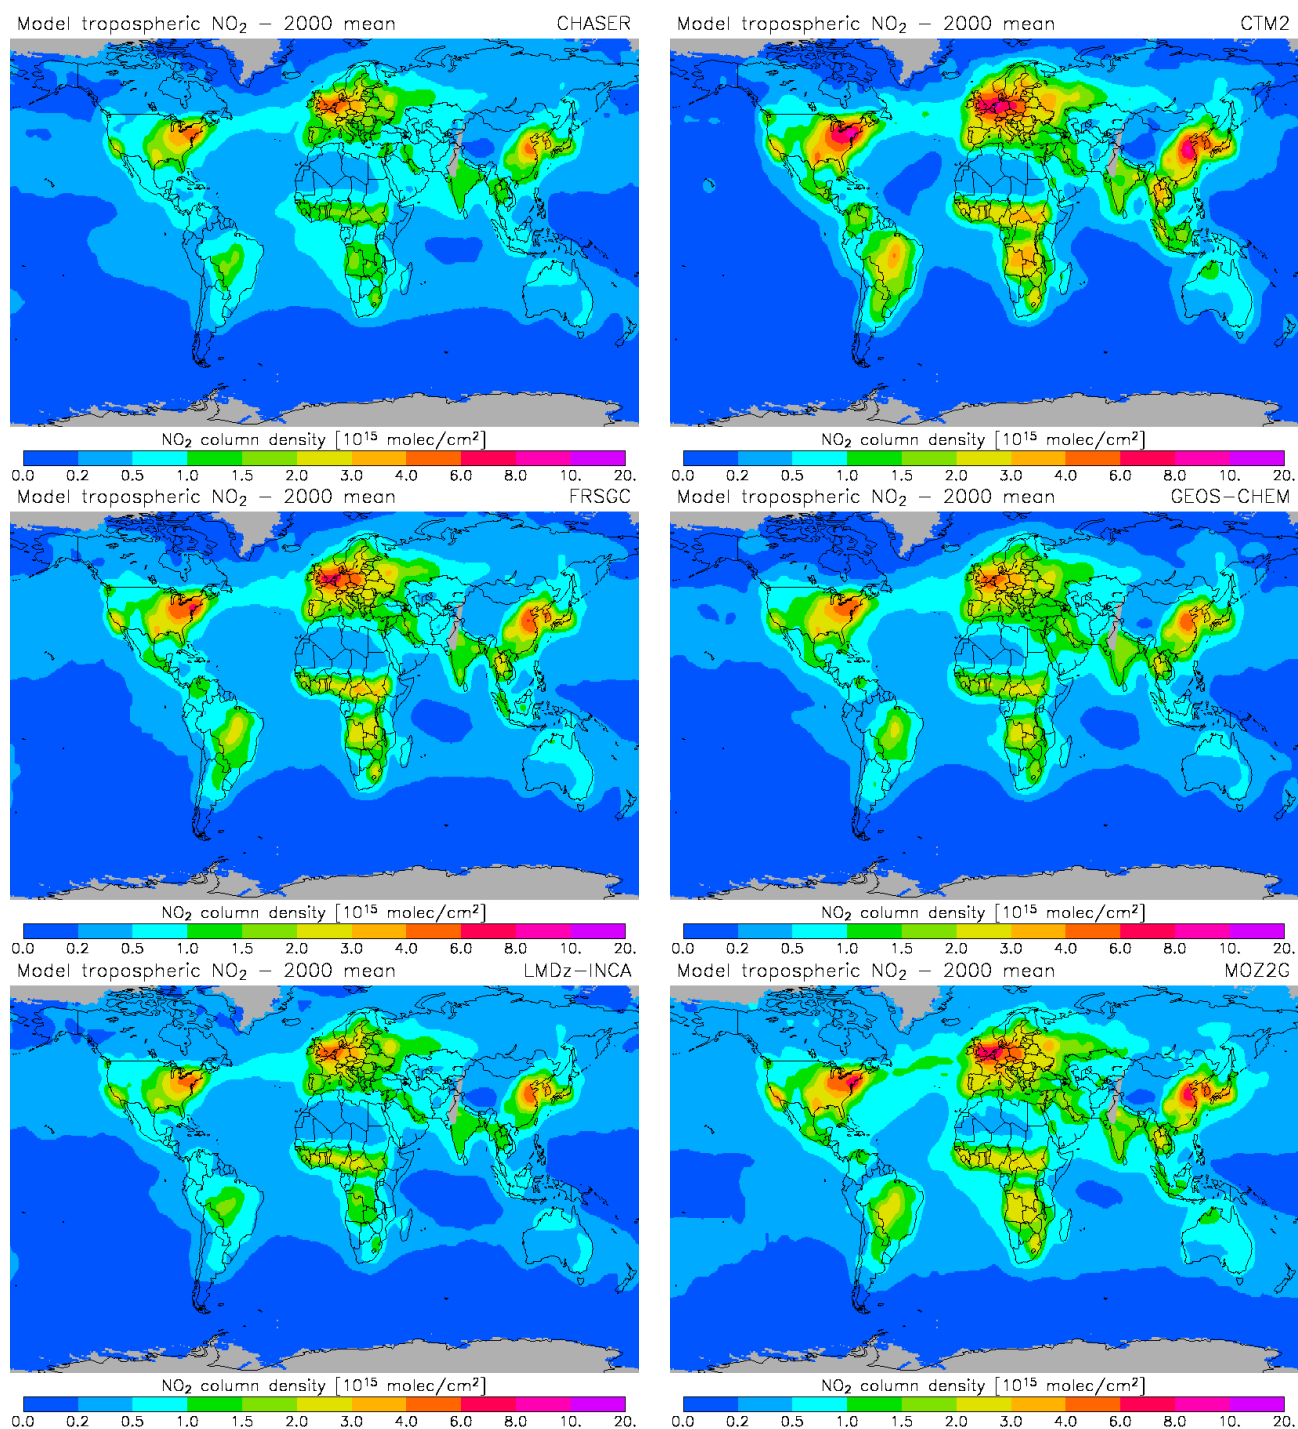 Model tropospheric NO₂ – 2000 mean CHASER
NO₂ column density [10¹⁵ molec/cm²]
0.0 0.2 0.5 1.0 1.5 2.0 3.0 4.0 6.0 8.0 10. 20.
Model tropospheric NO₂ – 2000 mean CTM2
NO₂ column density [10¹⁵ molec/cm²]
0.0 0.2 0.5 1.0 1.5 2.0 3.0 4.0 6.0 8.0 10. 20.
Model tropospheric NO₂ – 2000 mean FRSGC
NO₂ column density [10¹⁵ molec/cm²]
0.0 0.2 0.5 1.0 1.5 2.0 3.0 4.0 6.0 8.0 10. 20.
Model tropospheric NO₂ – 2000 mean GEOS–CHEM
NO₂ column density [10¹⁵ molec/cm²]
0.0 0.2 0.5 1.0 1.5 2.0 3.0 4.0 6.0 8.0 10. 20.
Model tropospheric NO₂ – 2000 mean LMDz–INCA
NO₂ column density [10¹⁵ molec/cm²]
0.0 0.2 0.5 1.0 1.5 2.0 3.0 4.0 6.0 8.0 10. 20.
Model tropospheric NO₂ – 2000 mean MOZ2G
NO₂ column density [10¹⁵ molec/cm²]
0.0 0.2 0.5 1.0 1.5 2.0 3.0 4.0 6.0 8.0 10. 20.